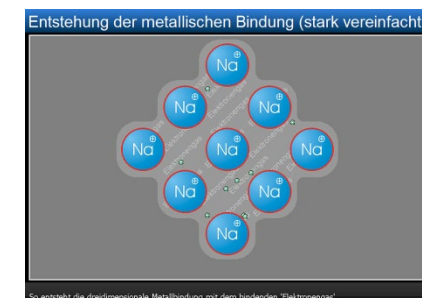 Entstehung der metallischen Bindung (stark vereinfacht
Na⊕
Na⊕ Na⊕
Na⊕ Na⊕ Na⊕
Na⊕ Na⊕
Na⊕
Elektronengas
So entsteht die dreidimensionale Metallbindung mit dem bindenden 'Elektronengas'